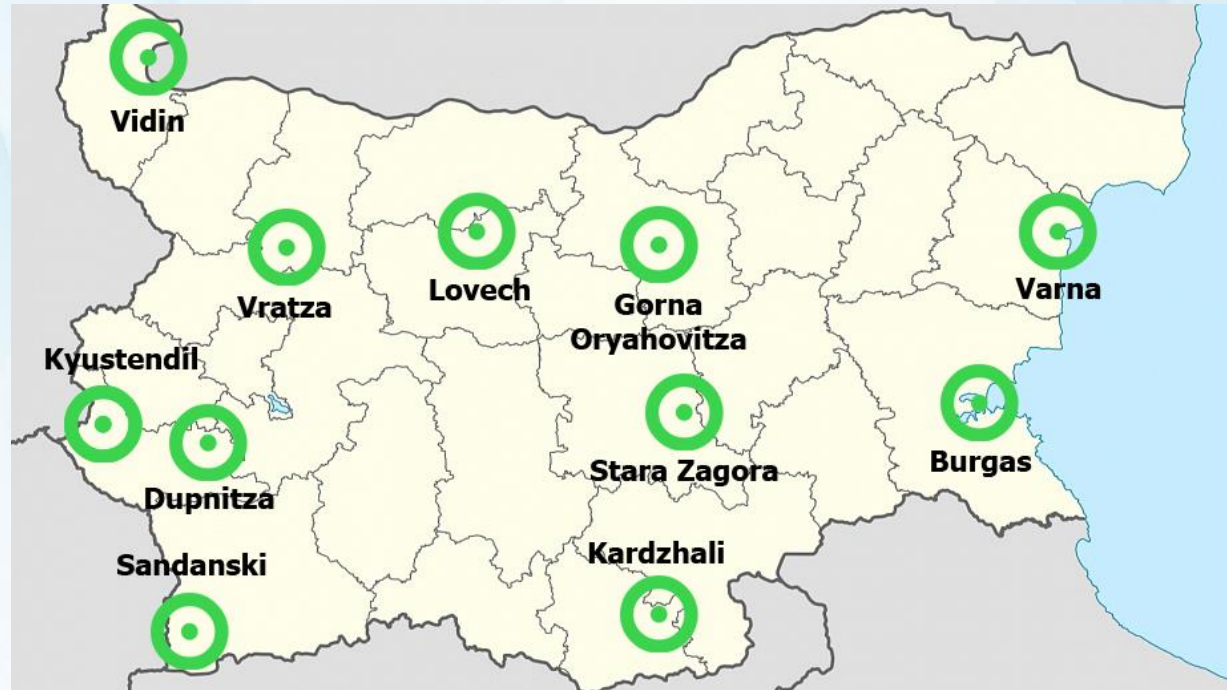 Vidin
Vratza
Lovech
Gorna
Oryahovitza
Varna
Kyustendil
Dupnitza
Stara Zagora
Burgas
Sandanski
Kardzhali